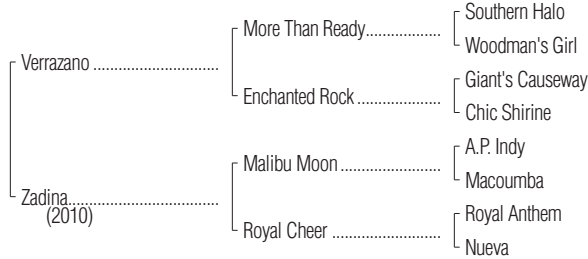 Southern Halo
More Than Ready..................
Woodman's Girl
Verrazano ..............................
Giant's Causeway
Enchanted Rock ....................
Chic Shirine
A.P. Indy
Malibu Moon ........................
Macoumba
Zadina....................................
(2010)
Royal Anthem
Royal Cheer ..........................
Nueva